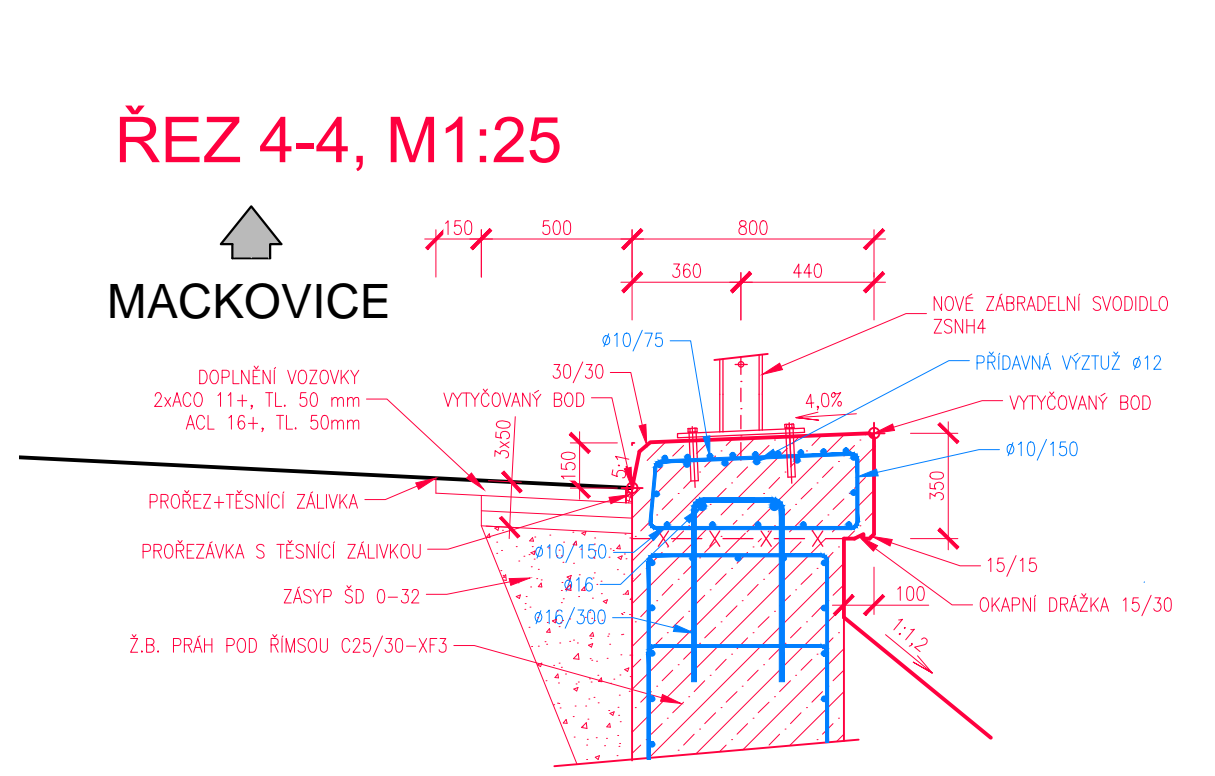 ŘEZ 4-4, M1:25
150
500
800
360
440
MACKOVICE
NOVÉ ZÁBRADELNÍ SVODIDLO
ZSNH4
ø10/75
PŘÍDAVNÁ VÝZTUŽ ø12
DOPLNĚNÍ VOZOVKY
2xACO 11+, TL. 50 mm
ACL 16+, TL. 50mm
30/30
VYTYČOVANÝ BOD
4,0%
VYTYČOVANÝ BOD
3x50
150
5:1
ø10/150
350
PROŘEZ+TĚSNÍCÍ ZÁLIVKA
PROŘEZÁVKA S TĚSNÍCÍ ZÁLIVKOU
ø10/150
15/15
ø16
ZÁSYP ŠD 0-32
100
OKAPNÍ DRÁŽKA 15/30
ø16/300
1:1,2
Ž.B. PRÁH POD ŘÍMSOU C25/30-XF3